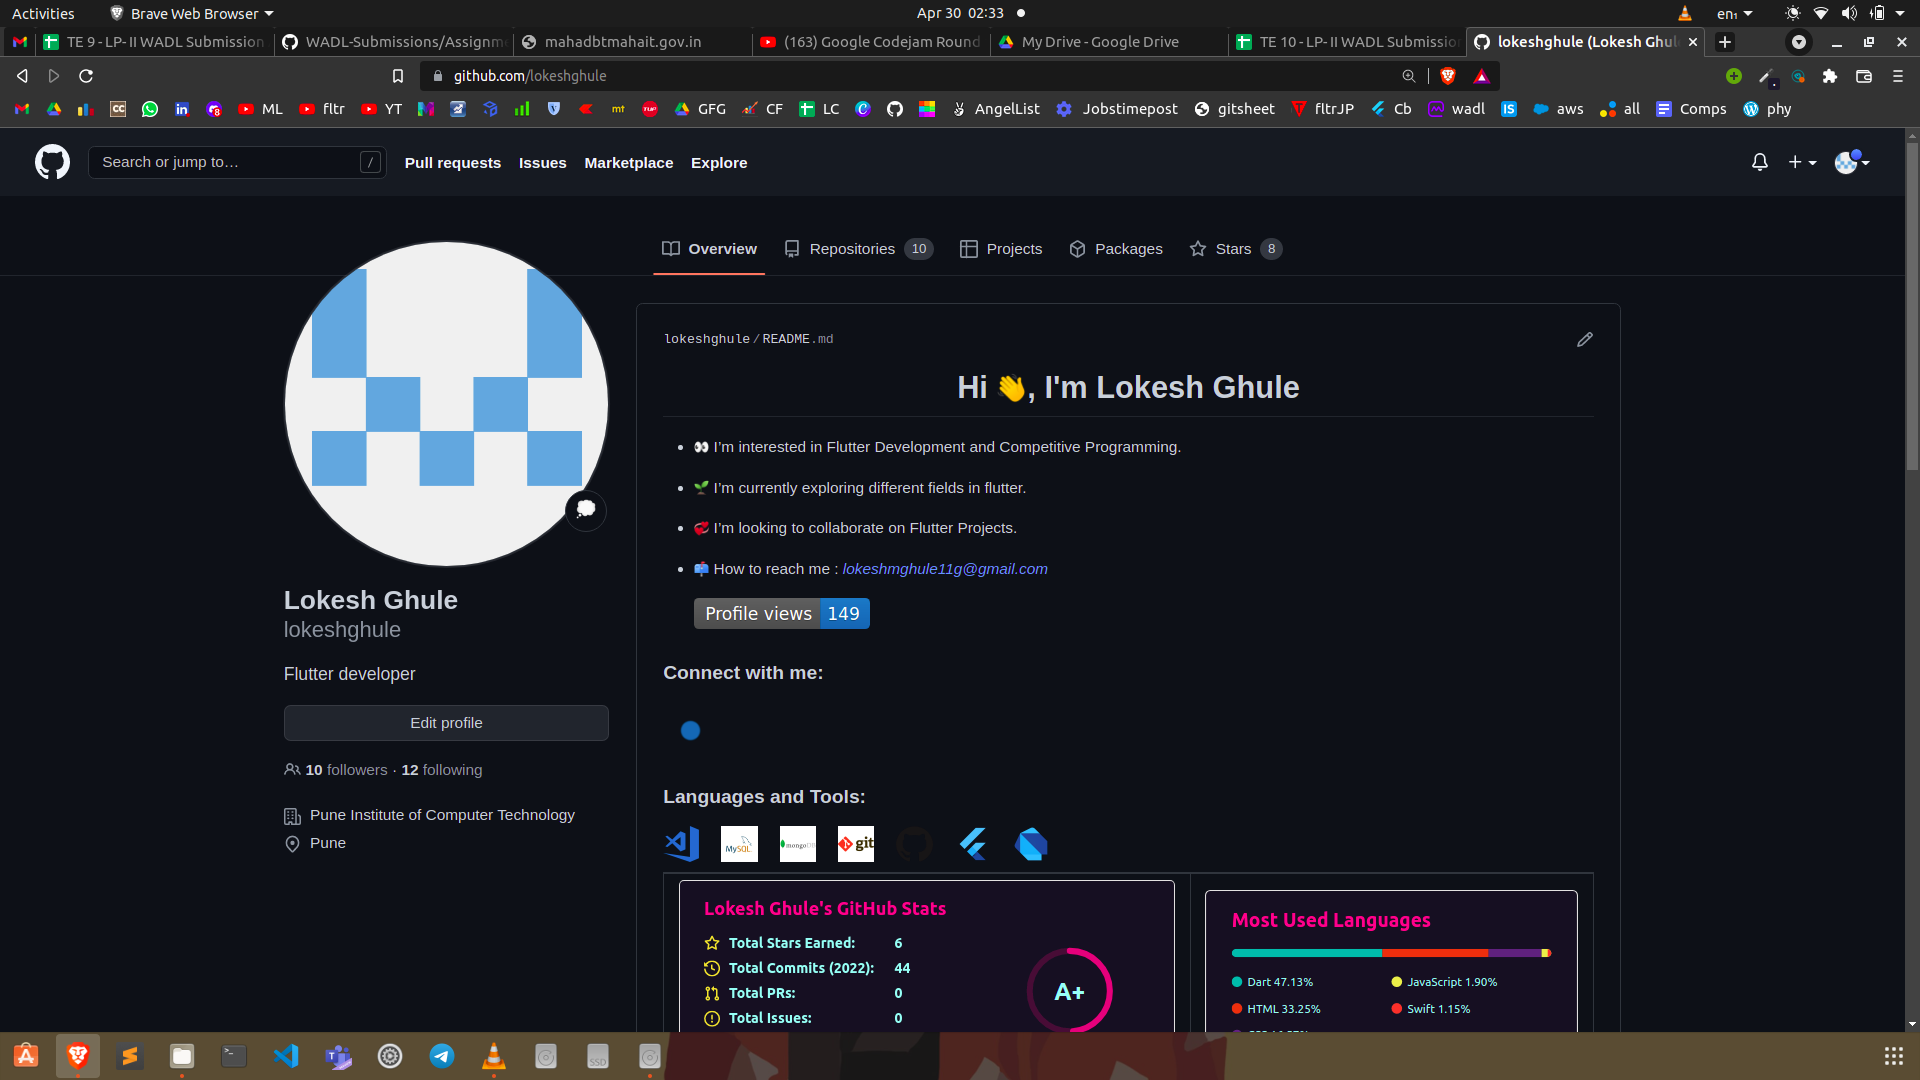 Activities
Brave Web Browser
Apr 30 02:33
en₁
TE 9 - LP- II WADL Submission
WADL-Submissions/Assignm
mahadbtmahait.gov.in
(163) Google Codejam Round
My Drive - Google Drive
TE 10 - LP- II WADL Submissio
lokeshghule (Lokesh Ghul
github.com/lokeshghule
ML
fltr
YT
GFG
CF
LC
AngelList
Jobstimepost
gitsheet
fltrJP
Cb
wadl
aws
all
Comps
phy
Search or jump to…
/
Pull requests
Issues
Marketplace
Explore
Overview
Repositories 10
Projects
Packages
Stars 8
lokeshghule/README.md
Hi 👋, I'm Lokesh Ghule
👀 I'm interested in Flutter Development and Competitive Programming.
🌱 I'm currently exploring different fields in flutter.
💞️ I'm looking to collaborate on Flutter Projects.
📫 How to reach me : lokeshmghule11g@gmail.com
Profile views 149
Lokesh Ghule
lokeshghule
Flutter developer
Edit profile
10 followers · 12 following
Pune Institute of Computer Technology
Pune
Connect with me:
Languages and Tools:
MySQL
mongoDB
git
Lokesh Ghule's GitHub Stats
Total Stars Earned: 6
Total Commits (2022): 44
Total PRs: 0
Total Issues: 0
A+
Most Used Languages
Dart 47.13%
JavaScript 1.90%
HTML 33.25%
Swift 1.15%
SSD